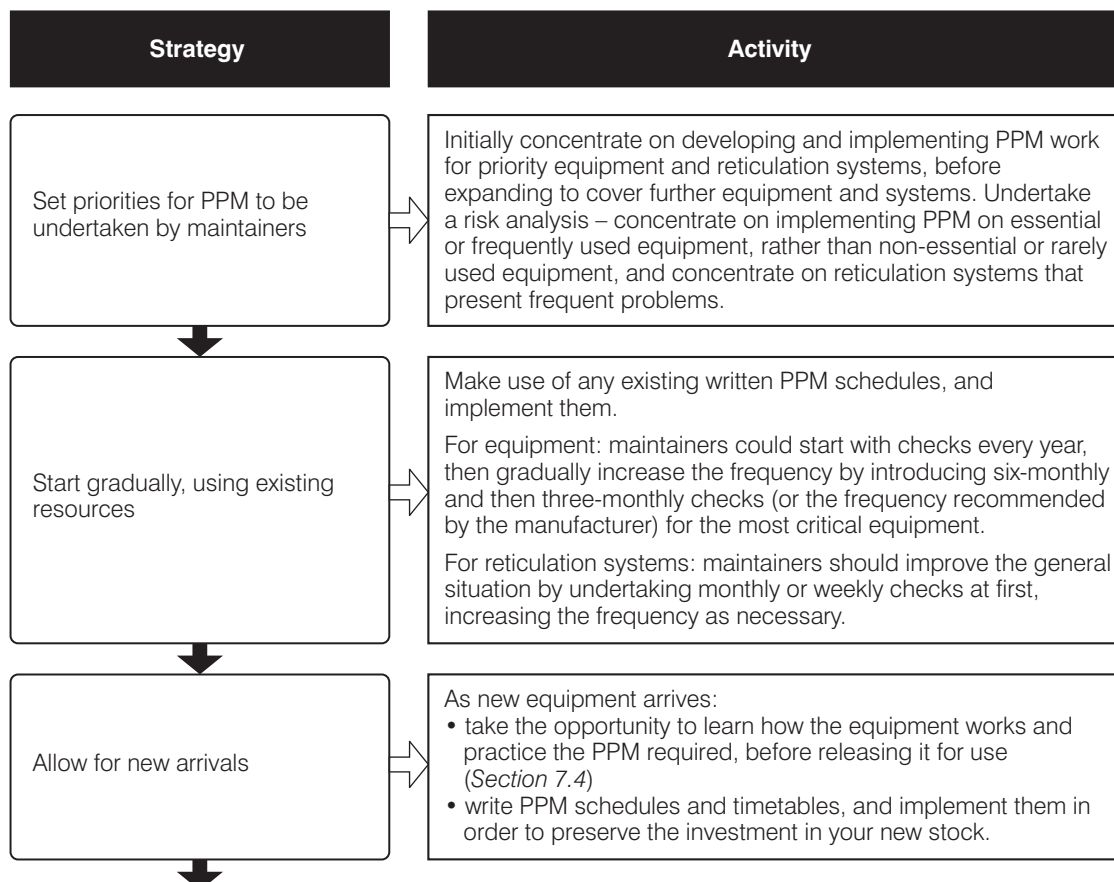 Strategy
Activity
Set priorities for PPM to be
undertaken by maintainers
Initially concentrate on developing and implementing PPM work
for priority equipment and reticulation systems, before
expanding to cover further equipment and systems. Undertake
a risk analysis – concentrate on implementing PPM on essential
or frequently used equipment, rather than non-essential or rarely
used equipment, and concentrate on reticulation systems that
present frequent problems.
Start gradually, using existing
resources
Make use of any existing written PPM schedules, and
implement them.
For equipment: maintainers could start with checks every year,
then gradually increase the frequency by introducing six-monthly
and then three-monthly checks (or the frequency recommended
by the manufacturer) for the most critical equipment.
For reticulation systems: maintainers should improve the general
situation by undertaking monthly or weekly checks at first,
increasing the frequency as necessary.
Allow for new arrivals
As new equipment arrives:
• take the opportunity to learn how the equipment works and
practice the PPM required, before releasing it for use
(Section 7.4)
• write PPM schedules and timetables, and implement them in
order to preserve the investment in your new stock.